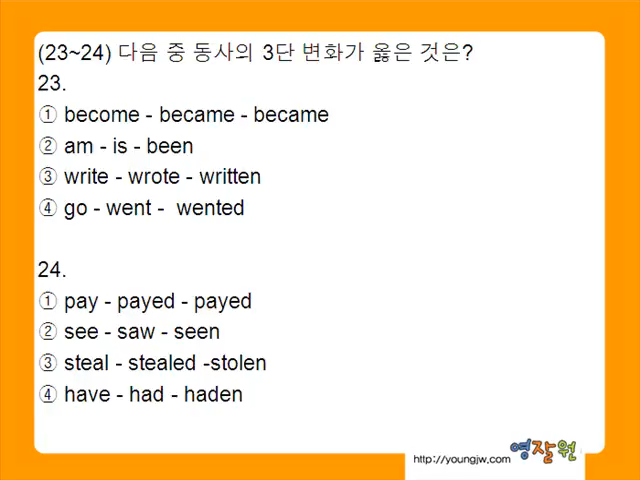 (23~24) 다음 중 동사의 3단 변화가 옳은 것은?
23.
① become - became - became
② am - is - been
③ write - wrote - written
④ go - went -  wented
24.
① pay - payed - payed
② see - saw - seen
③ steal - stealed -stolen
④ have - had - haden
http://youngjw.com 영잘원